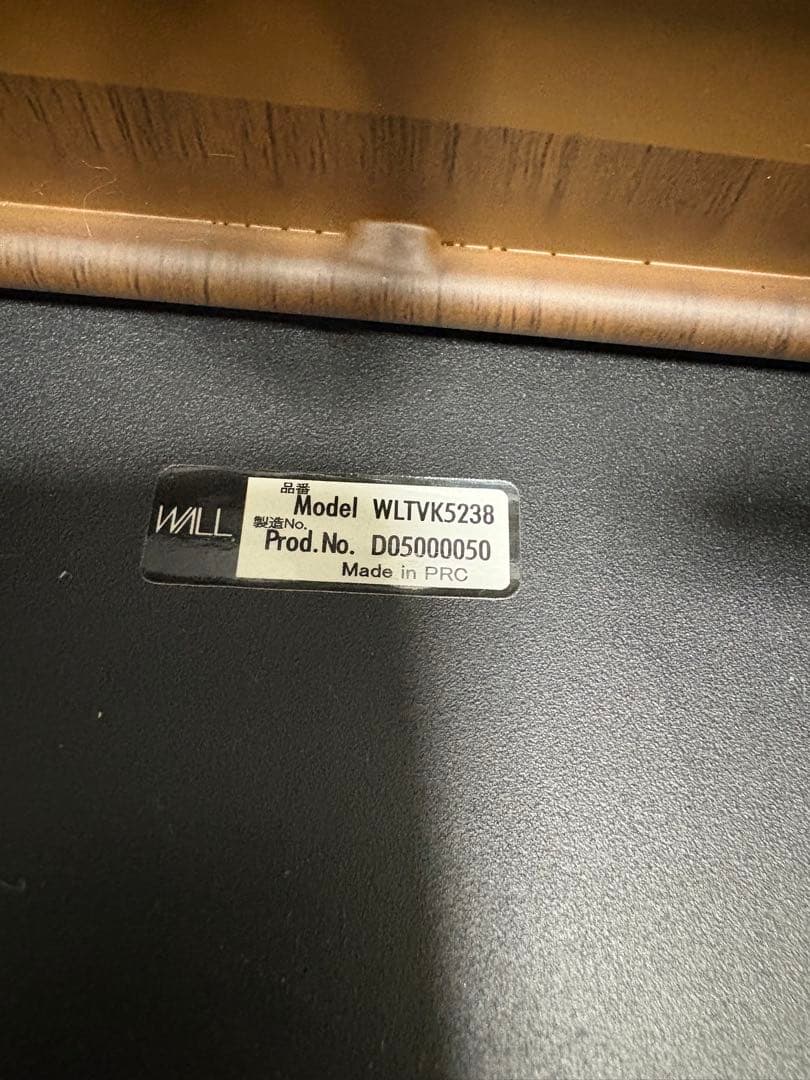 WALL
品番
Model WLTVK5238
製造No.
Prod.No. D05000050
Made in PRC